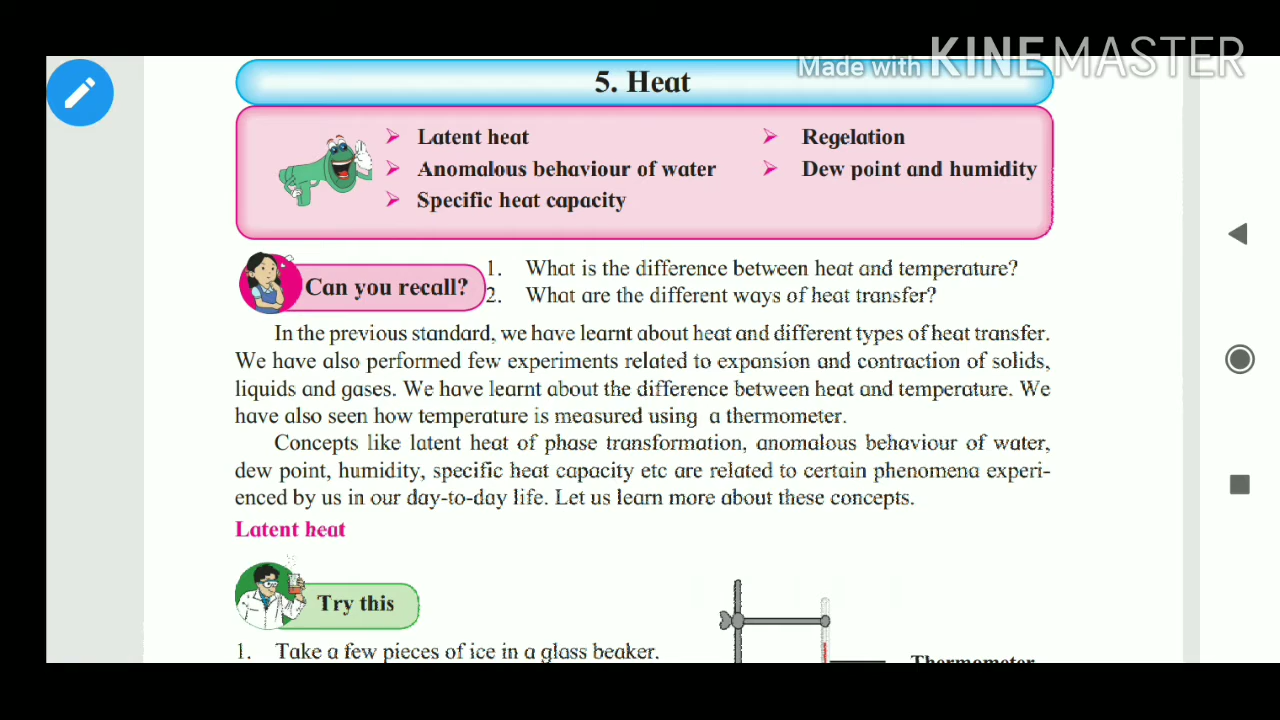 Made with KINEMASTER
5. Heat
Latent heat
Anomalous behaviour of water
Specific heat capacity
Regelation
Dew point and humidity
Can you recall?
1. What is the difference between heat and temperature?
2. What are the different ways of heat transfer?
In the previous standard, we have learnt about heat and different types of heat transfer.
We have also performed few experiments related to expansion and contraction of solids,
liquids and gases. We have learnt about the difference between heat and temperature. We
have also seen how temperature is measured using a thermometer.
Concepts like latent heat of phase transformation, anomalous behaviour of water,
dew point, humidity, specific heat capacity etc are related to certain phenomena experi-
enced by us in our day-to-day life. Let us learn more about these concepts.
Latent heat
Try this
1. Take a few pieces of ice in a glass beaker.
Thermometer